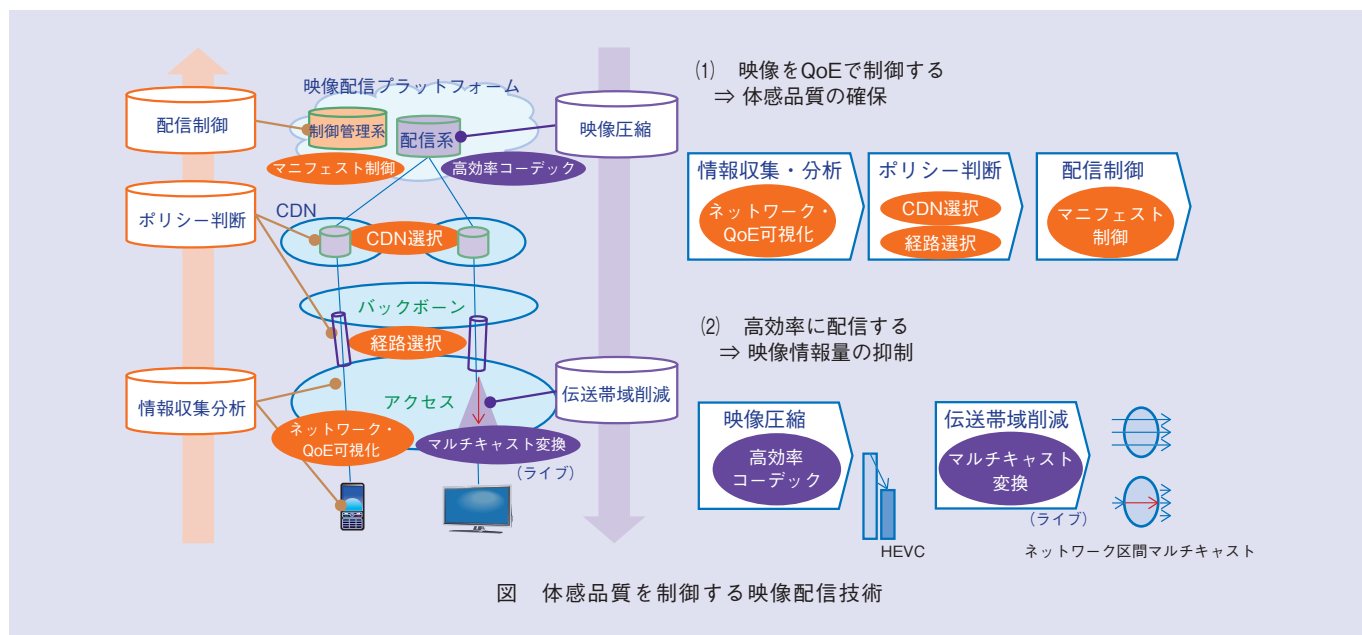 配信制御
ポリシー判断
情報収集分析
映像配信プラットフォーム
制御管理系
配信系
マニフェスト制御
高効率コーデック
CDN
CDN選択
バックボーン
経路選択
アクセス
ネットワーク・
QoE可視化
マルチキャスト変換
(ライブ)
映像圧縮
伝送帯域削減
⑴ 映像をQoEで制御する
⇒ 体感品質の確保
情報収集・分析
ネットワーク・
QoE可視化
ポリシー判断
CDN選択
経路選択
配信制御
マニフェスト
制御
⑵ 高効率に配信する
⇒ 映像情報量の抑制
映像圧縮
高効率
コーデック
HEVC
伝送帯域削減
マルチキャスト
変換
(ライブ)
ネットワーク区間マルチキャスト
図 体感品質を制御する映像配信技術